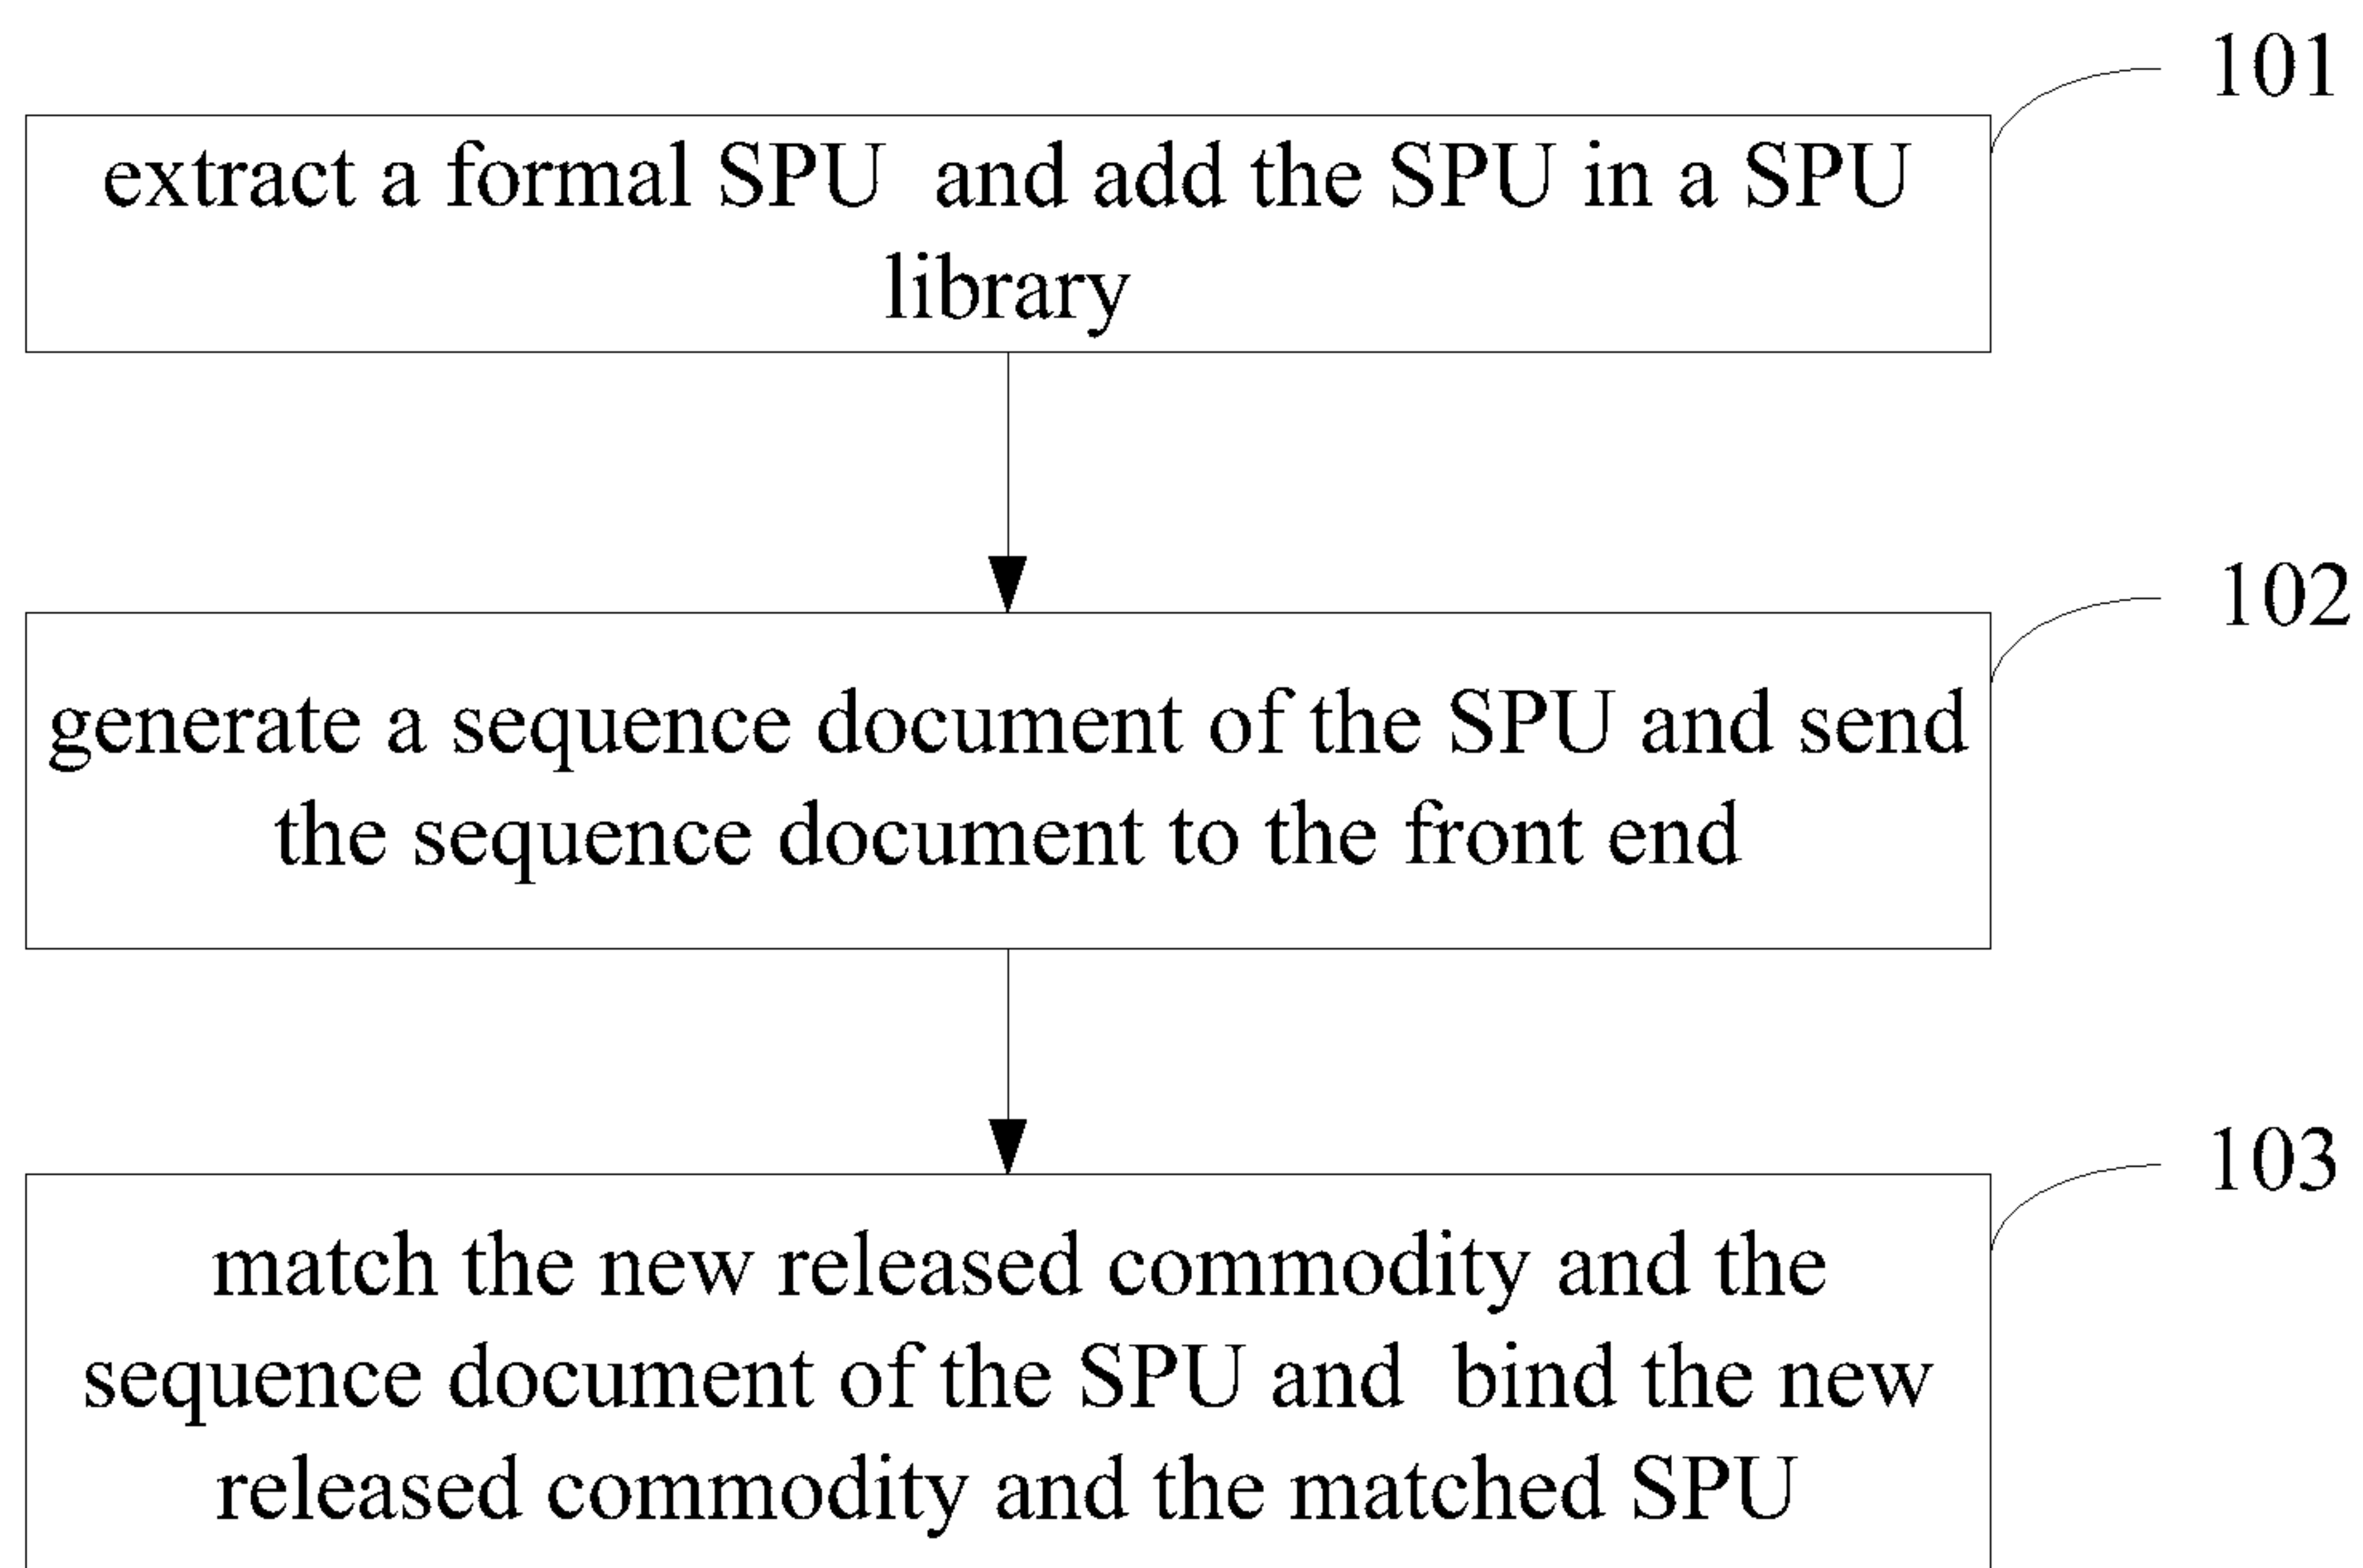 101
extract a formal SPU and add the SPU in a SPU
library
102
generate a sequence document of the SPU and send
the sequence document to the front end
103
match the new released commodity and the
sequence document of the SPU and bind the new
released commodity and the matched SPU